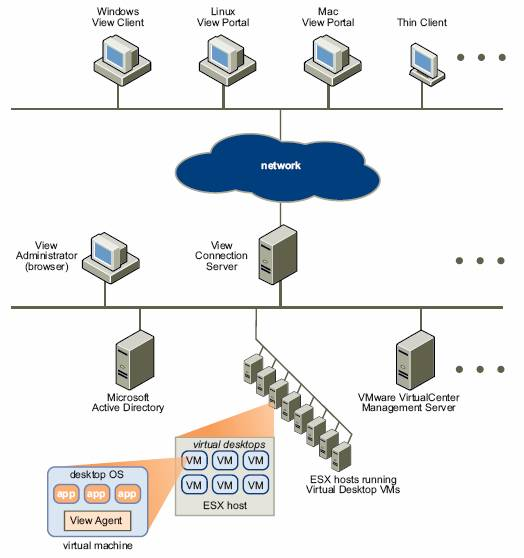 Windows
View Client
Linux
View Portal
Mac
View Portal
Thin Client
network
View
Administrator
(browser)
View
Connection
Server
Microsoft
Active Directory
VMware VirtualCenter
Management Server
virtual desktops
VM VM VM
VM VM VM
ESX host
ESX hosts running
Virtual Desktop VMs
desktop OS
app app app
View Agent
virtual machine